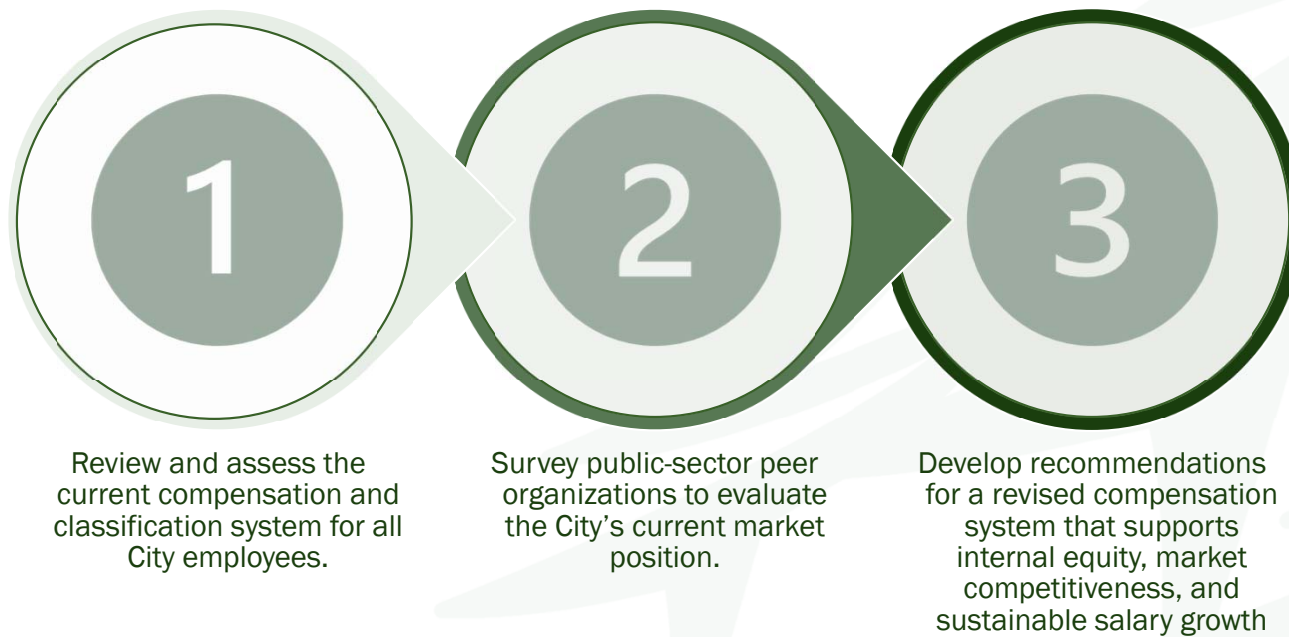 1
Review and assess the
current compensation and
classification system for all
City employees.
2
Survey public-sector peer
organizations to evaluate
the City’s current market
position.
3
Develop recommendations
for a revised compensation
system that supports
internal equity, market
competitiveness, and
sustainable salary growth